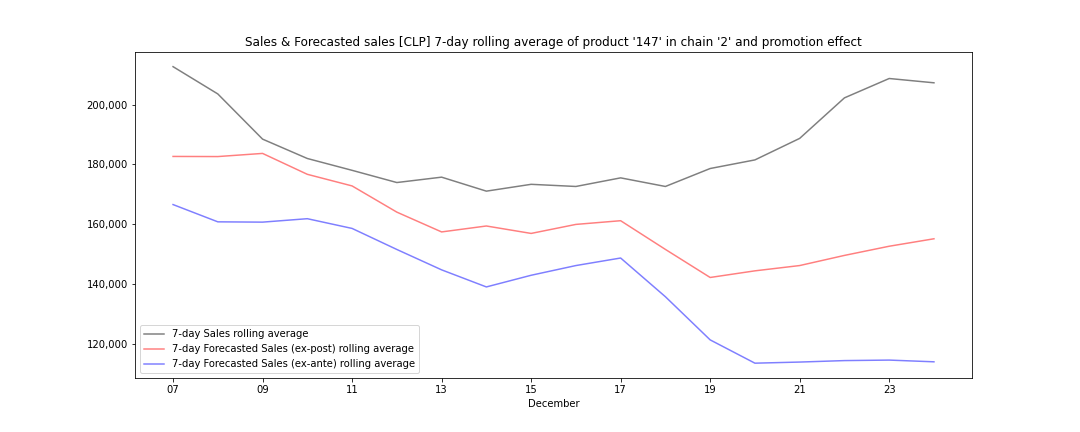 Sales & Forecasted sales [CLP] 7-day rolling average of product '147' in chain '2' and promotion effect
200,000
180,000
160,000
140,000
120,000
7-day Sales rolling average
7-day Forecasted Sales (ex-post) rolling average
7-day Forecasted Sales (ex-ante) rolling average
07 09 11 13 15 17 19 21 23
December